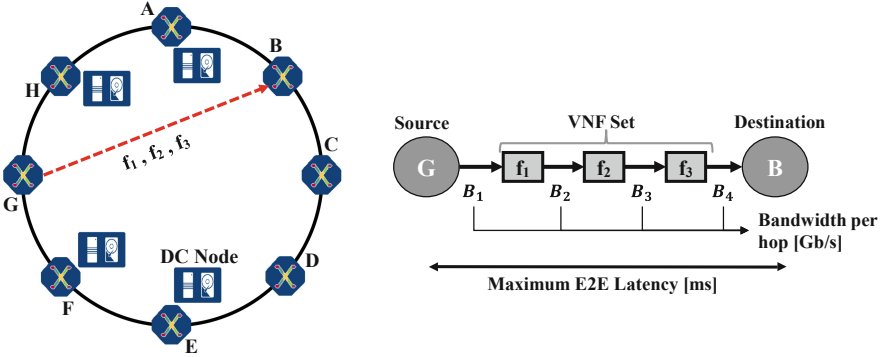 A
B
H
C
f₁ , f₂ , f₃
G
DC Node
D
F
E
Source
VNF Set
Destination
G
f₁
f₂
f₃
B
B₁
B₂
B₃
B₄
Bandwidth per
hop [Gb/s]
Maximum E2E Latency [ms]